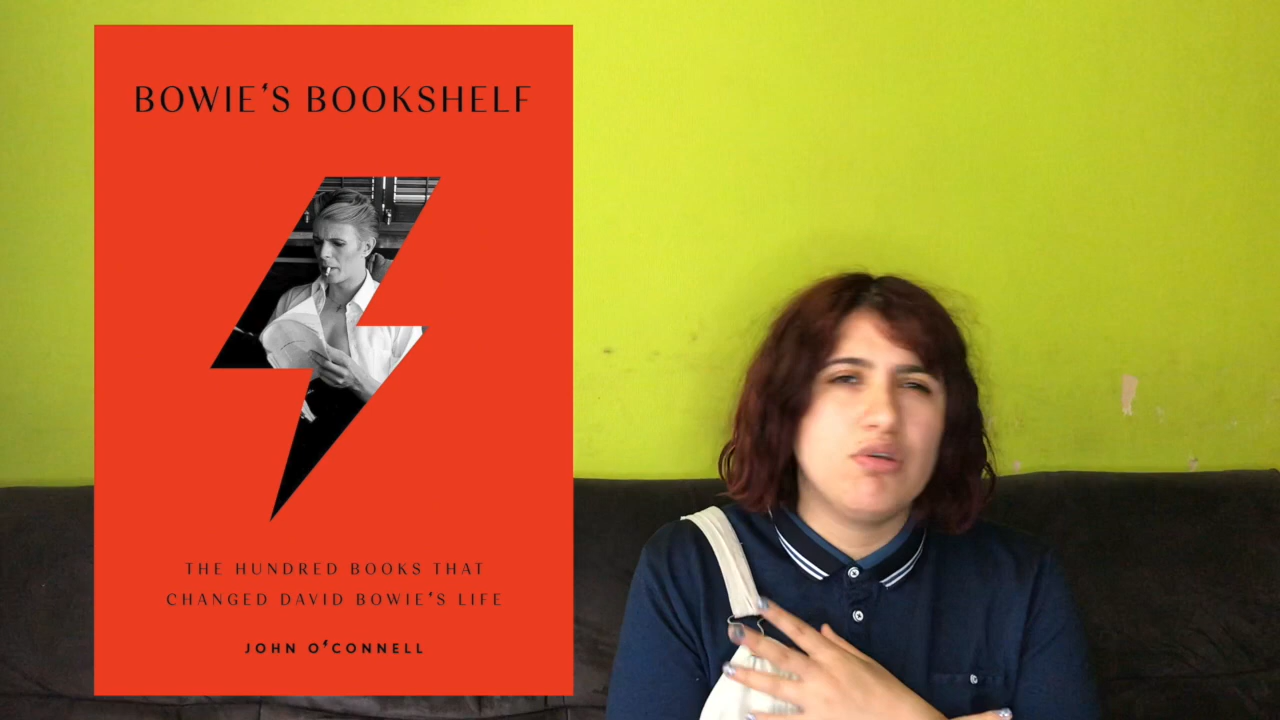 BOWIE'S BOOKSHELF
THE HUNDRED BOOKS THAT
CHANGED DAVID BOWIE'S LIFE
JOHN O'CONNELL